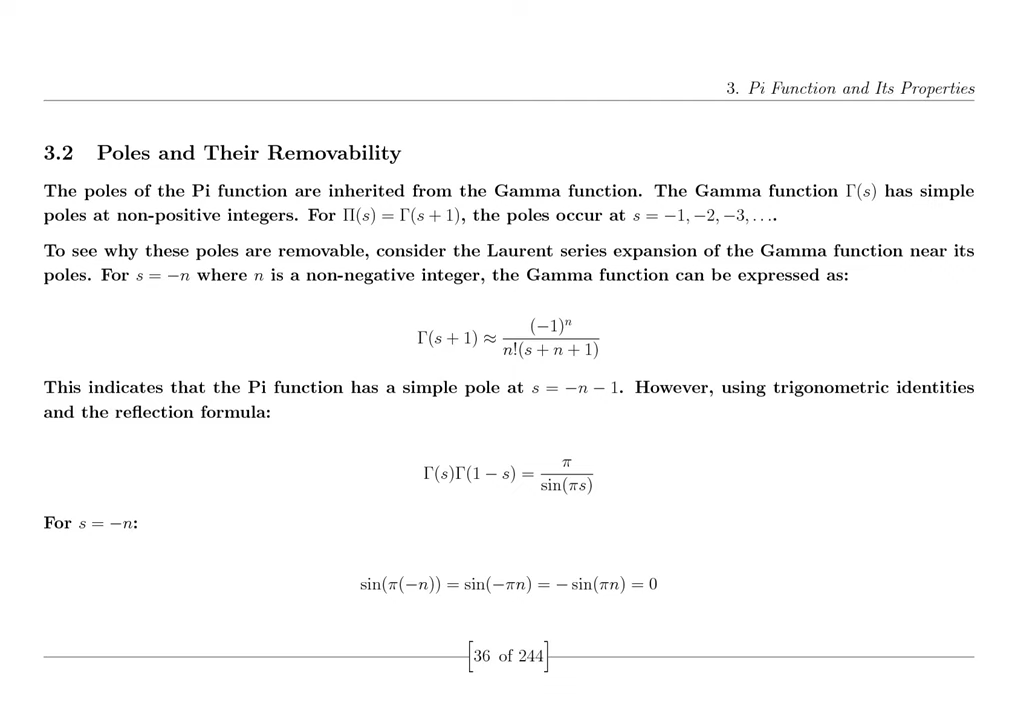 3. Pi Function and Its Properties
3.2 Poles and Their Removability
The poles of the Pi function are inherited from the Gamma function. The Gamma function Γ(s) has simple
poles at non-positive integers. For Π(s) = Γ(s + 1), the poles occur at s = −1, −2, −3, . . ..
To see why these poles are removable, consider the Laurent series expansion of the Gamma function near its
poles. For s = −n where n is a non-negative integer, the Gamma function can be expressed as:
Γ(s + 1) ≈ (−1)ⁿ / n!(s + n + 1)
This indicates that the Pi function has a simple pole at s = −n − 1. However, using trigonometric identities
and the reflection formula:
Γ(s)Γ(1 − s) = π / sin(πs)
For s = −n:
sin(π(−n)) = sin(−πn) = − sin(πn) = 0
[36 of 244]